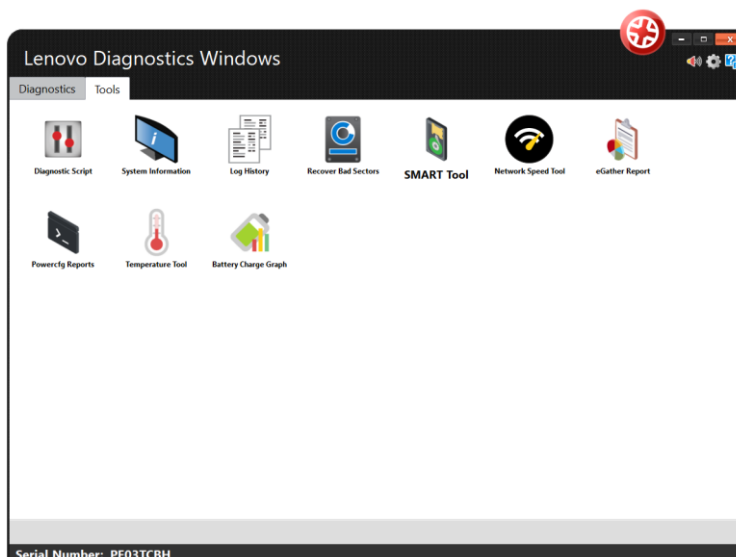 Lenovo Diagnostics Windows
Diagnostics Tools
Diagnostic Script System Information Log History Recover Bad Sectors SMART Tool Network Speed Tool eGather Report
Powercfg Reports Temperature Tool Battery Charge Graph
Serial Number: PF03TCBH